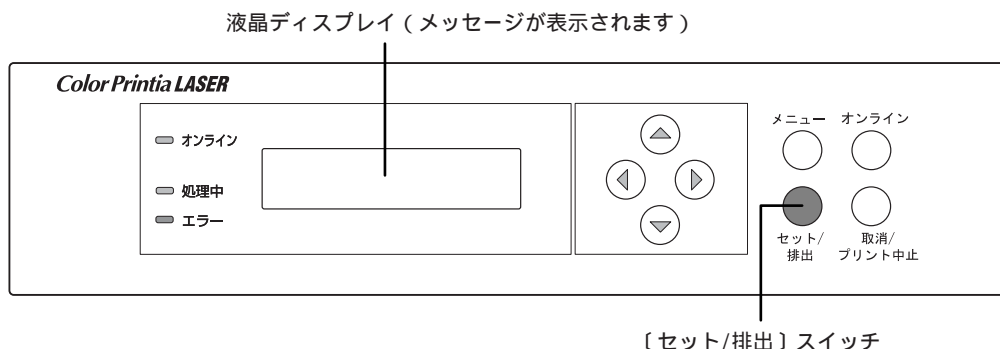 液晶ディスプレイ（メッセージが表示されます）
Color Printia LASER
オンライン
処理中
エラー
メニュー
オンライン
セット/
排出
取消/
プリント中止
〔セット/排出〕スイッチ